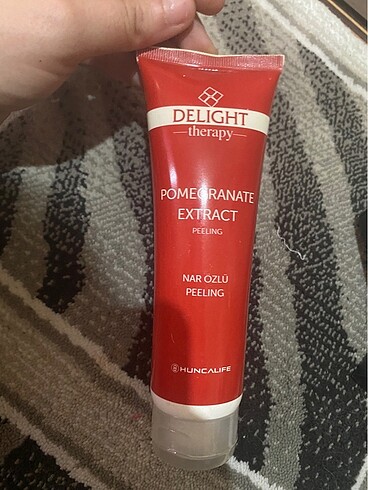 DELIGHT
therapy
POMEGRANATE
EXTRACT
PEELING
NAR ÖZLÜ
PEELING
HUNCALIFE